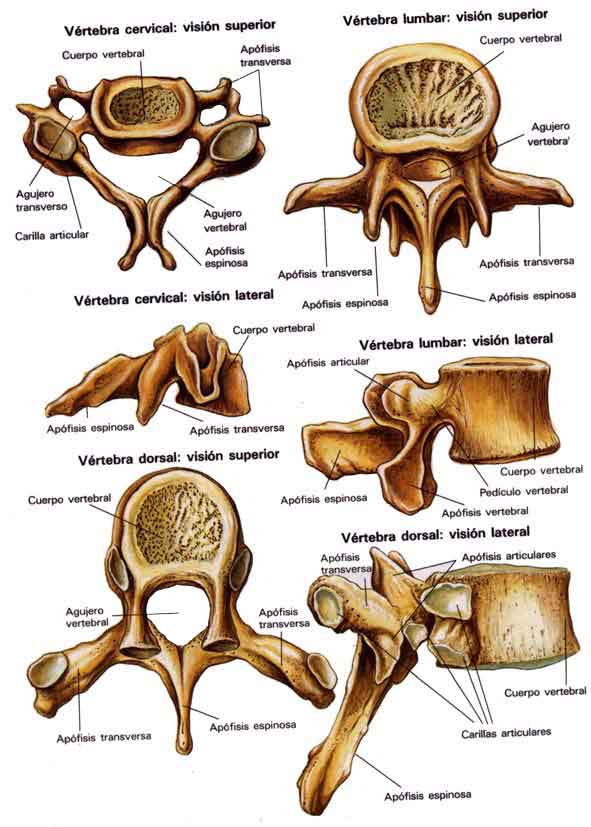 Vértebra cervical: visión superior
Cuerpo vertebral
Apófisis
transversa
Agujero
transverso
Carilla articular
Agujero
vertebral
Apófisis
espinosa
Vértebra lumbar: visión superior
Cuerpo vertebral
Agujero
vertebral
Apófisis transversa
Apófisis espinosa
Apófisis transversa
Apófisis espinosa
Vértebra cervical: visión lateral
Cuerpo vertebral
Apófisis espinosa
Apófisis transversa
Vértebra lumbar: visión lateral
Apófisis articular
Cuerpo vertebral
Pedículo vertebral
Apófisis espinosa
Apófisis vertebral
Vértebra dorsal: visión superior
Cuerpo vertebral
Agujero
vertebral
Apófisis
transversa
Apófisis transversa
Apófisis espinosa
Vértebra dorsal: visión lateral
Apófisis
transversa
Apófisis articulares
Cuerpo vertebral
Carillas articulares
Apófisis espinosa